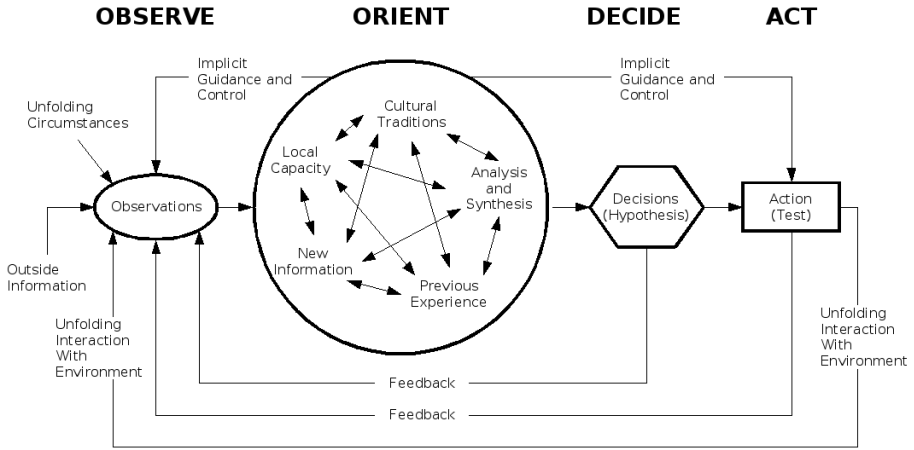 OBSERVE
ORIENT
DECIDE
ACT
Implicit
Guidance and
Control
Implicit
Guidance and
Control
Unfolding
Circumstances
Cultural
Traditions
Local
Capacity
Analysis
and
Synthesis
New
Information
Previous
Experience
Observations
Decisions
(Hypothesis)
Action
(Test)
Outside
Information
Unfolding
Interaction
With
Environment
Unfolding
Interaction
With
Environment
Feedback
Feedback